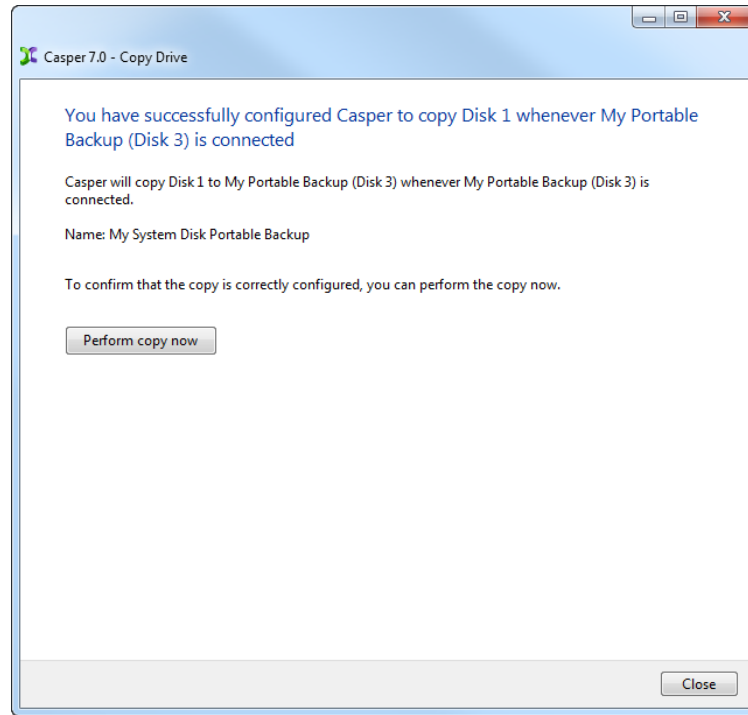 Casper 7.0 - Copy Drive
You have successfully configured Casper to copy Disk 1 whenever My Portable
Backup (Disk 3) is connected
Casper will copy Disk 1 to My Portable Backup (Disk 3) whenever My Portable Backup (Disk 3) is
connected.
Name: My System Disk Portable Backup
To confirm that the copy is correctly configured, you can perform the copy now.
Perform copy now
Close